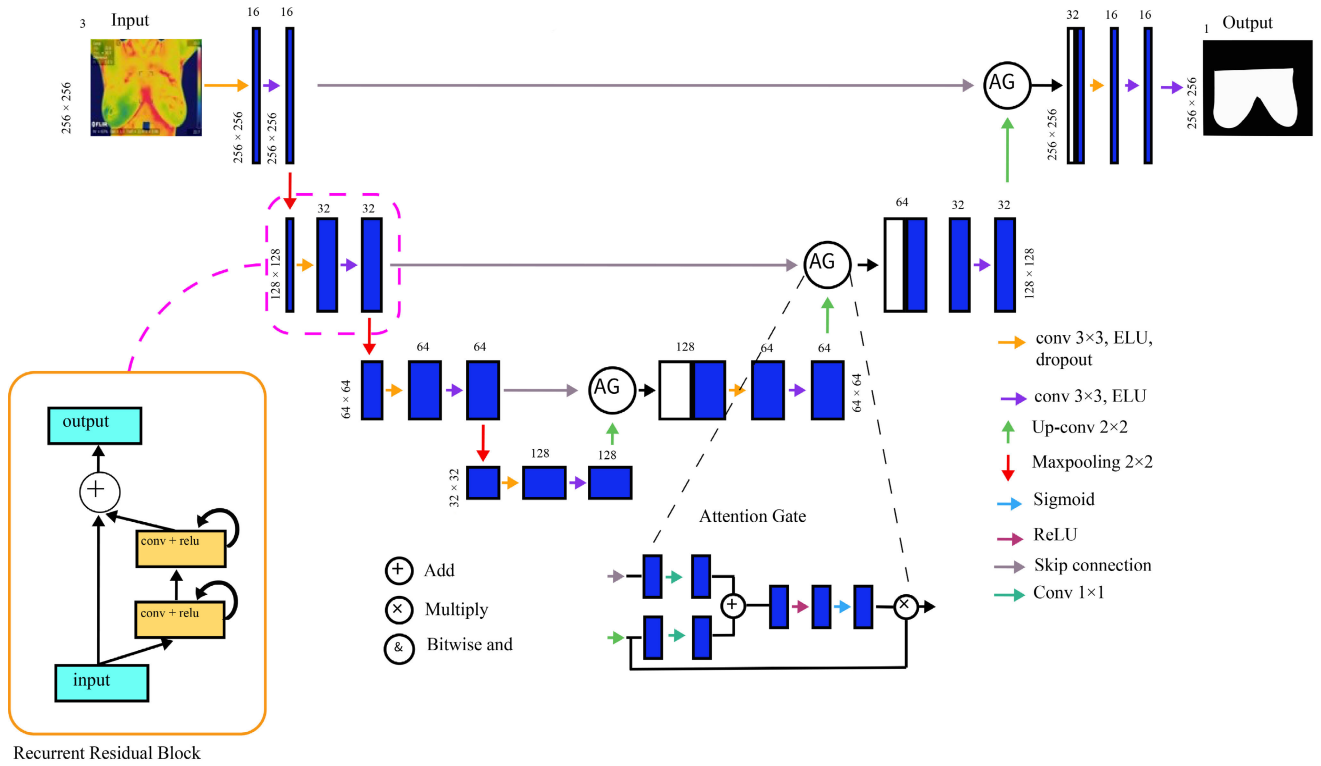 3
Input
256 × 256
FLIR
16
16
256 × 256
256 × 256
AG
32
16
16
256 × 256
1
Output
256 × 256
128 × 128
32
32
AG
64
32
32
128 × 128
64 × 64
64
64
AG
128
64
64
64 × 64
32 × 32
128
128
conv 3×3, ELU,
dropout
conv 3×3, ELU
Up-conv 2×2
Maxpooling 2×2
Sigmoid
ReLU
Skip connection
Conv 1×1
output
+
conv + relu
conv + relu
input
Recurrent Residual Block
+ Add
× Multiply
& Bitwise and
Attention Gate
+
×